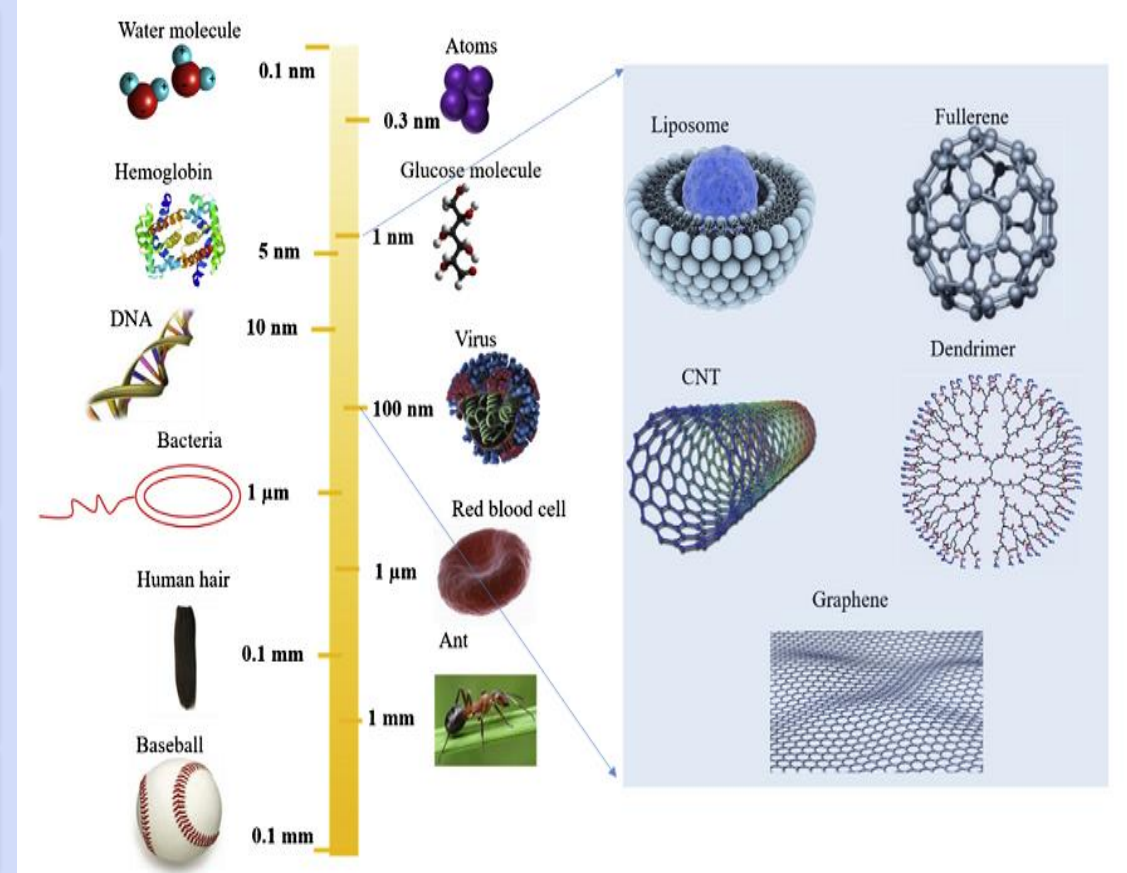 Water molecule
0.1 nm
Atoms
0.3 nm
Hemoglobin
Glucose molecule
1 nm
5 nm
DNA
10 nm
Virus
100 nm
Bacteria
1 µm
Red blood cell
1 µm
Human hair
0.1 mm
Ant
1 mm
Baseball
0.1 mm
Liposome
Fullerene
CNT
Dendrimer
Graphene